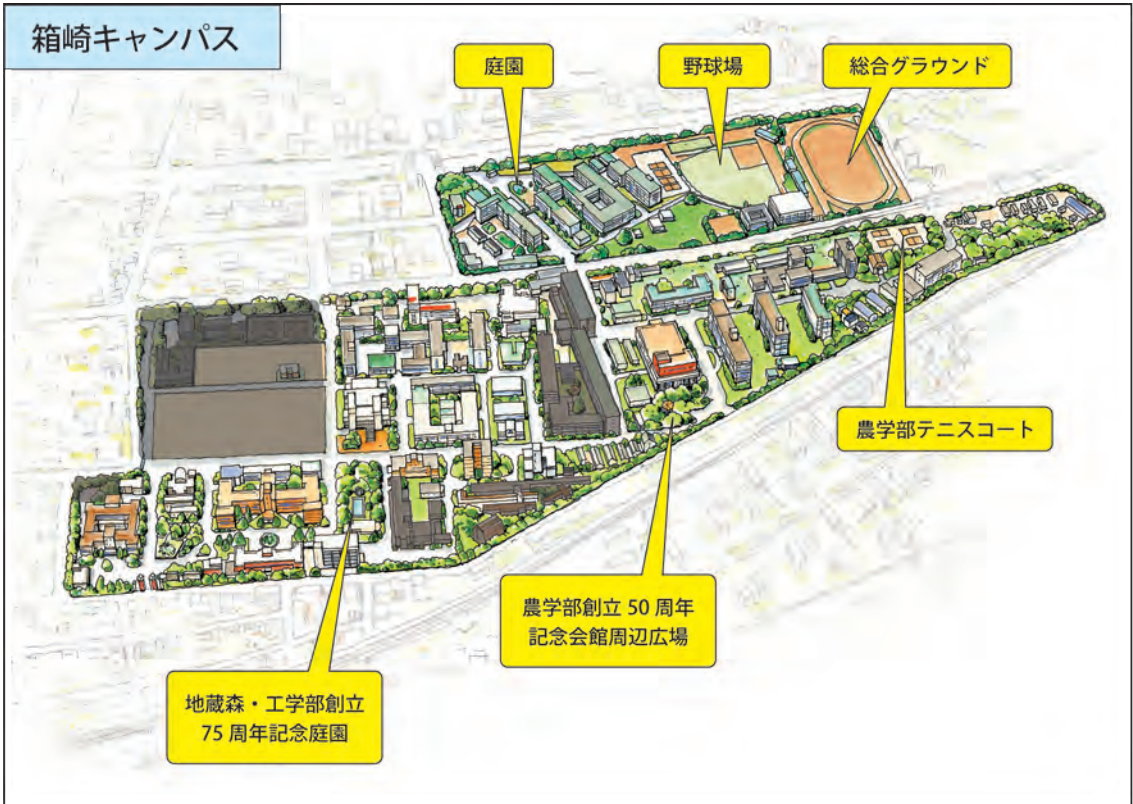 箱崎キャンパス
庭園
野球場
総合グラウンド
農学部テニスコート
農学部創立 50 周年
記念会館周辺広場
地蔵森・工学部創立
75 周年記念庭園